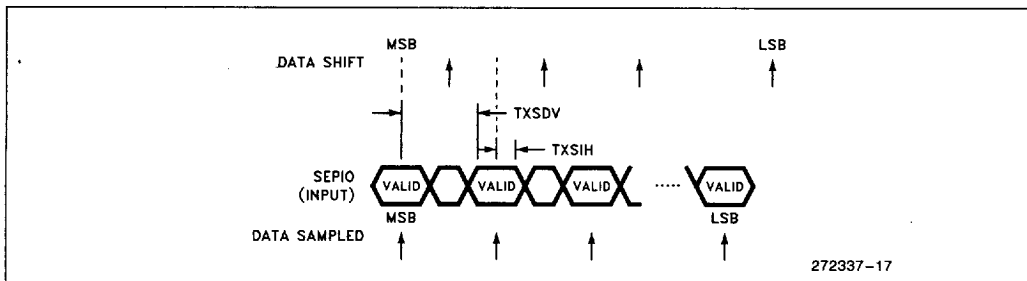 MSB LSB
DATA SHIFT
TXSDV
TXSIH
SEPIO
(INPUT)
VALID VALID VALID ..... VALID
MSB LSB
DATA SAMPLED
272337–17